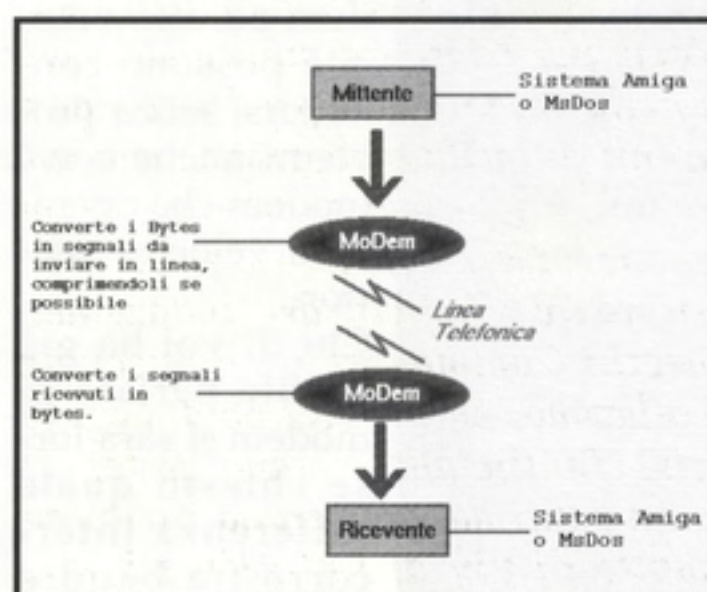 Mittente
Sistema Amiga
o MsDos
Converte i Bytes
in segnali da
inviare in linea,
comprimendoli se
possibile
MoDem
Linea
Telefonica
Converte i segnali
ricevuti in
bytes.
MoDem
Ricevente
Sistema Amiga
o MsDos